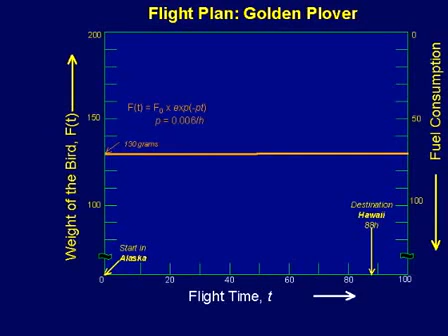 Flight Plan: Golden Plover
200
0
F(t) = F₀ x exp(-pt)
p = 0.006/h
150
50
130 grams
100
100
Weight of the Bird, F(t)
Fuel Consumption
Destination
Hawaii
88h
Start in
Alaska
0
20
40
60
80
100
Flight Time, t